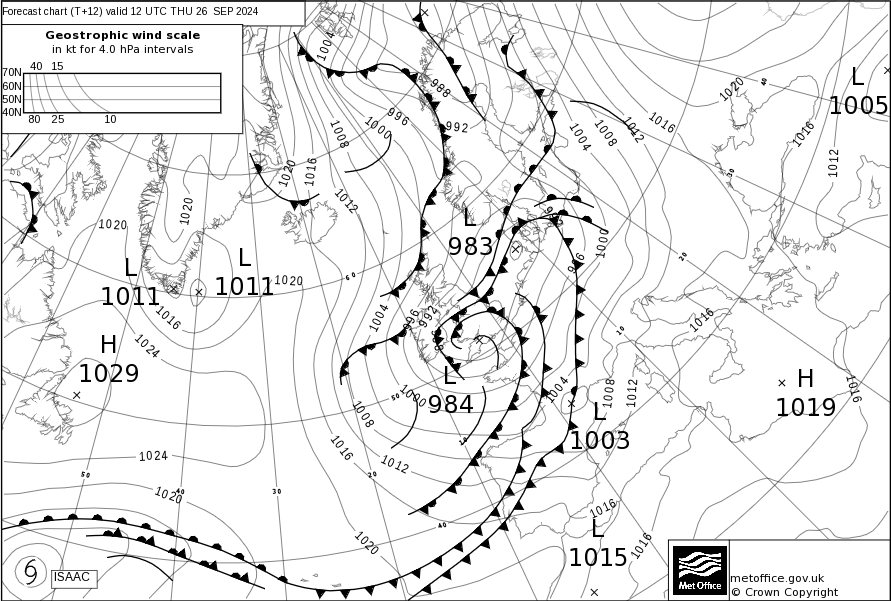 Forecast chart (T+12) valid 12 UTC THU 26 SEP 2024
Geostrophic wind scale
in kt for 4.0 hPa intervals
40 15
70N
60N
50N
40N
80 25 10
1004
988
996
992
1000
1008
1020
1016
1012
1004
1008
1012
1016
1020
40
L
1005
1016
1012
30
1020
1020
L
983
1000
996
20
L
1011
L
1011
1020
60
1016
1024
H
1029
1004
996
992
10
1016
L
984
50
1000
1008
1004
1008
1012
L
1003
H
1019
1016
1024
1016
1012
10
20
50
40
30
1020
40
1020
1016
L
1015
1016
ISAAC
Met Office
metoffice.gov.uk
© Crown Copyright